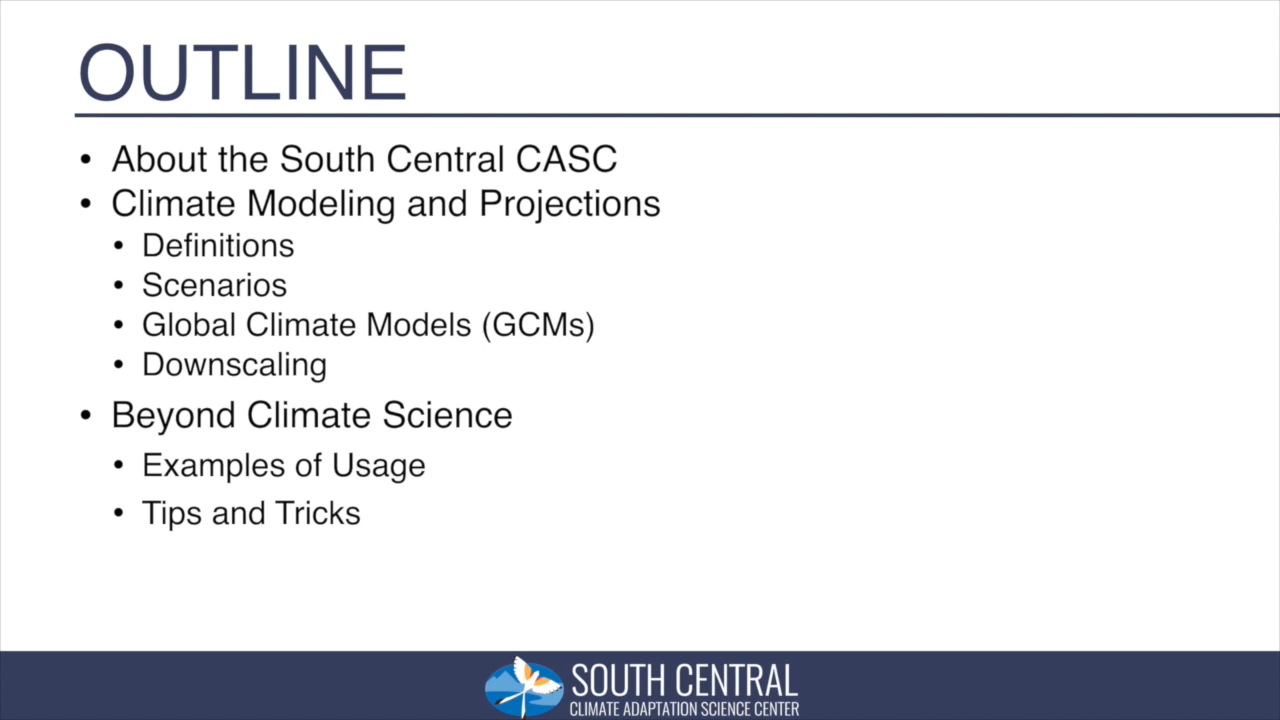 OUTLINE
• About the South Central CASC
• Climate Modeling and Projections
• Definitions
• Scenarios
• Global Climate Models (GCMs)
• Downscaling
• Beyond Climate Science
• Examples of Usage
• Tips and Tricks
SOUTH CENTRAL
CLIMATE ADAPTATION SCIENCE CENTER